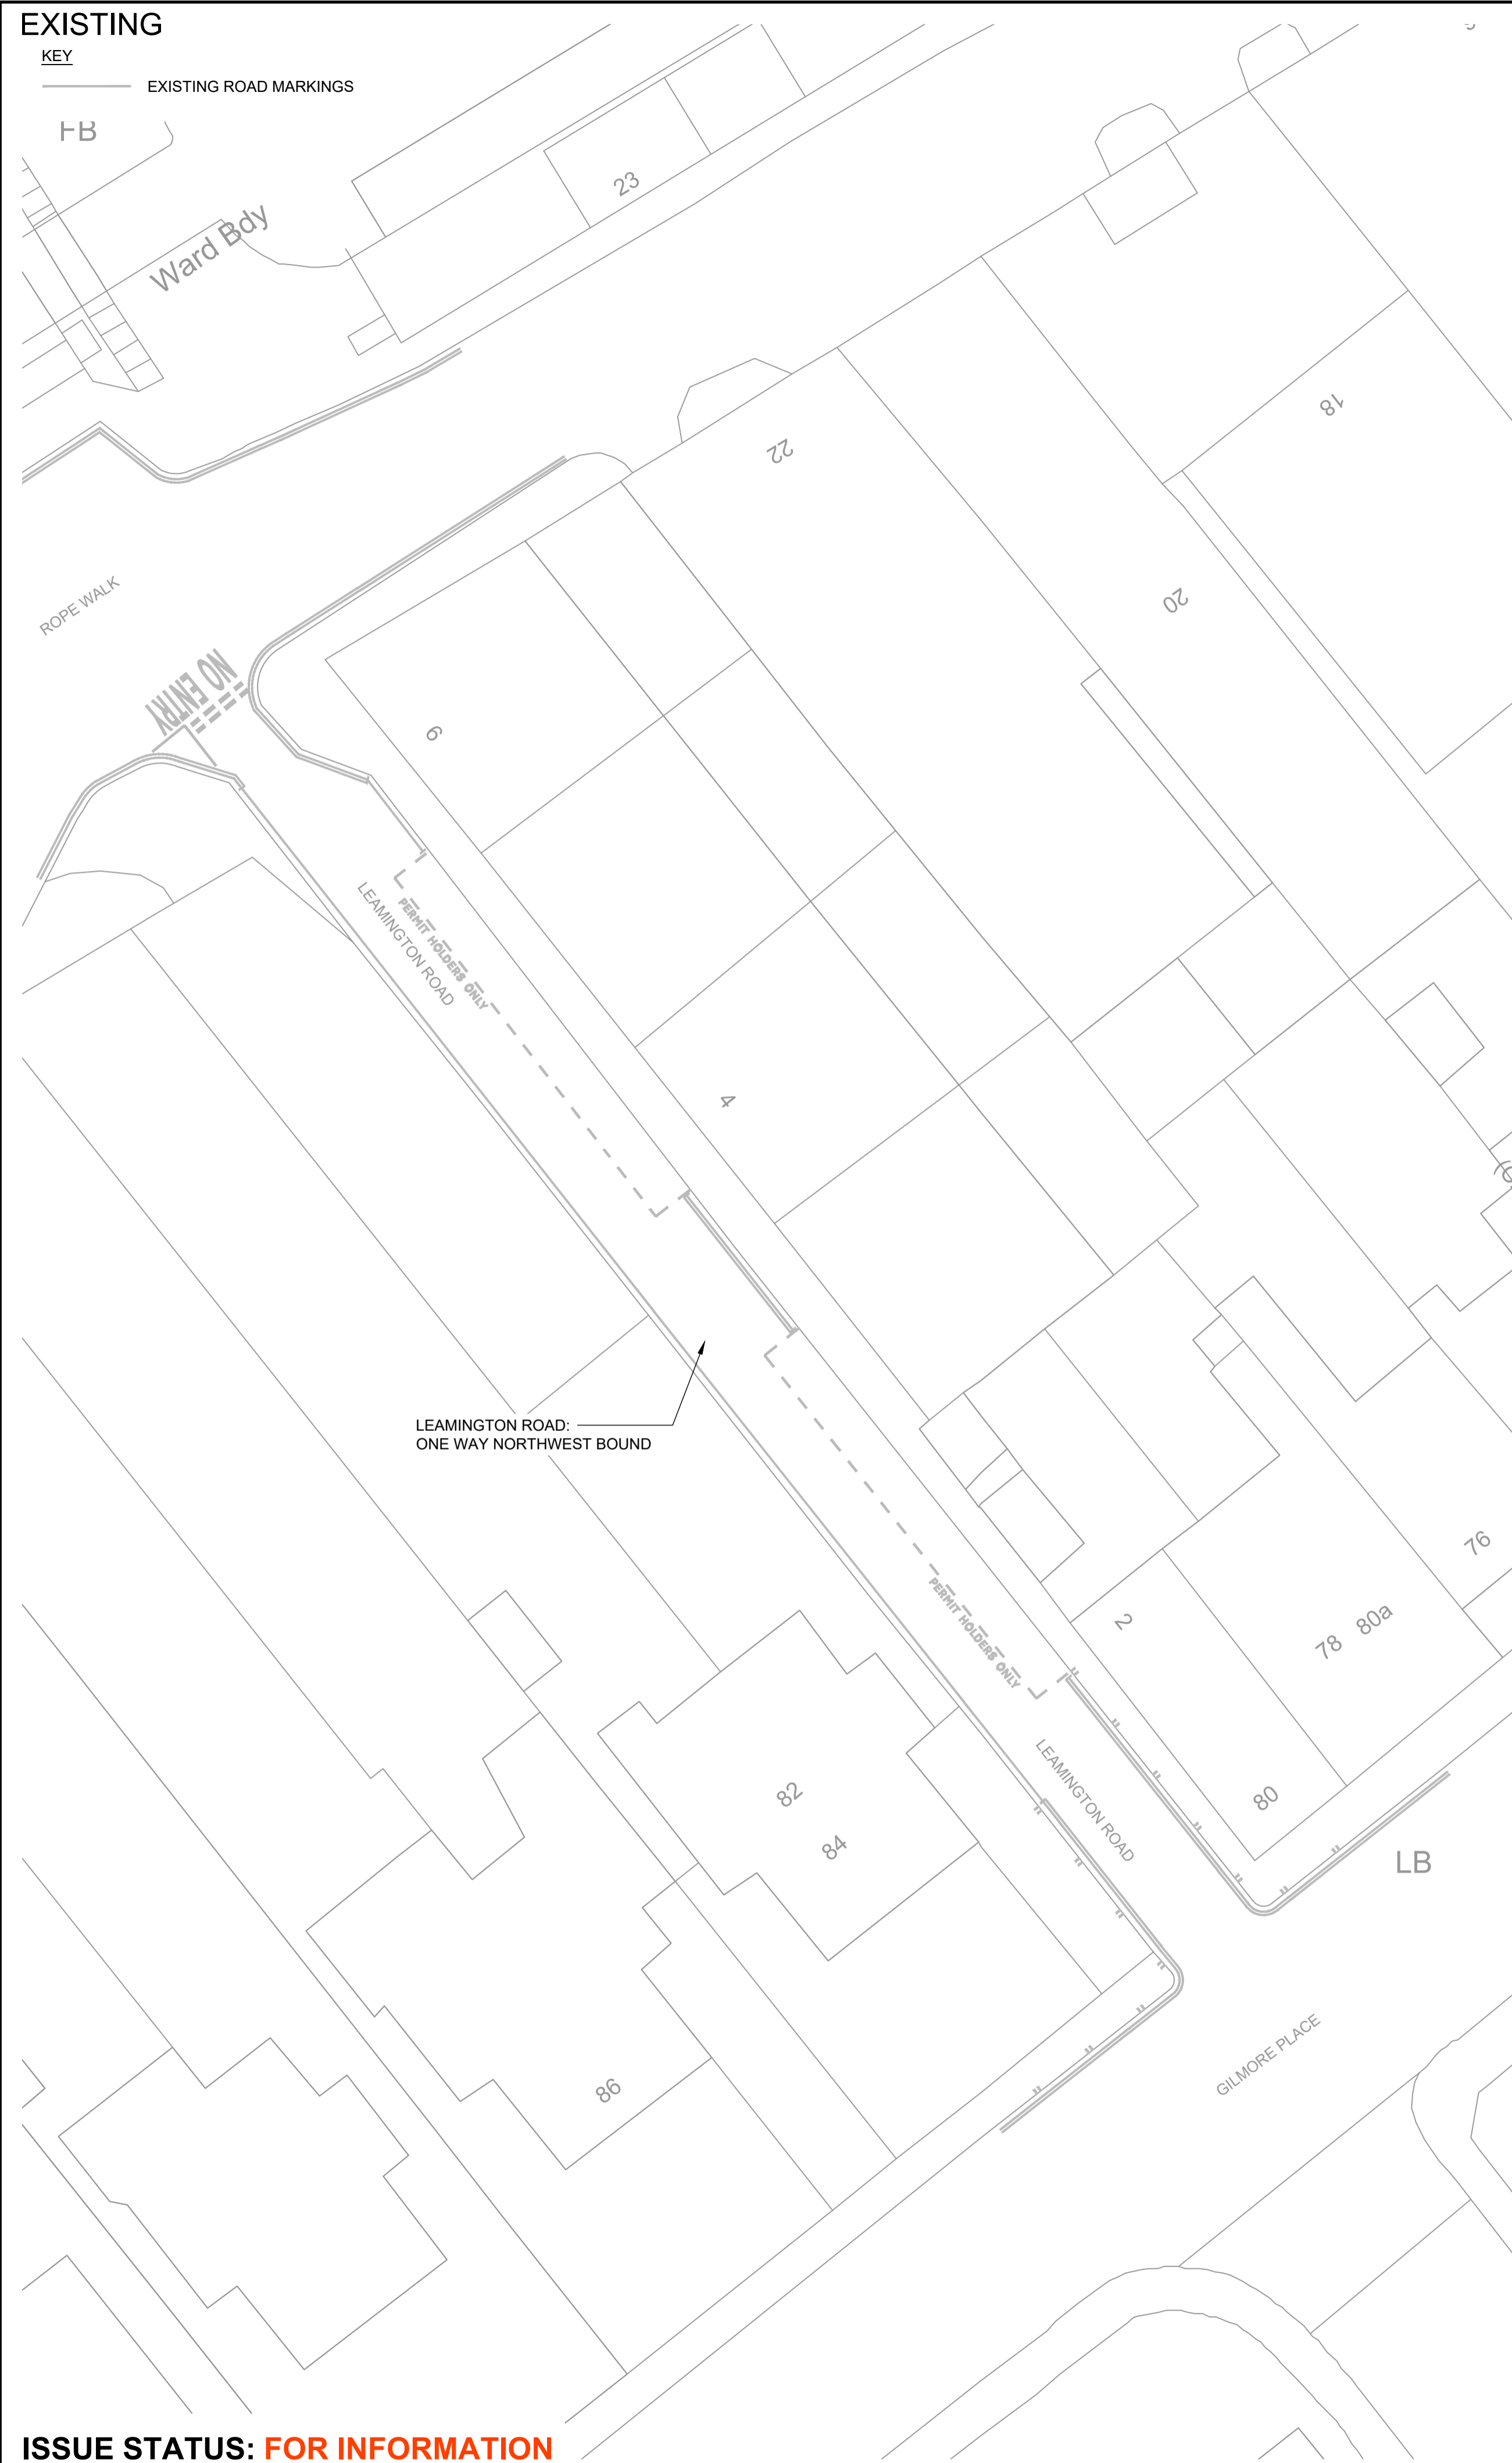 EXISTING
KEY
EXISTING ROAD MARKINGS
FB
23
Ward Bdy
18
22
ROPE WALK
20
NO ENTRY
6
PERMIT HOLDERS ONLY
LEAMINGTON ROAD
4
LEAMINGTON ROAD:
ONE WAY NORTHWEST BOUND
76
PERMIT HOLDERS ONLY
2
80a
78
LEAMINGTON ROAD
82
80
84
LB
GILMORE PLACE
86
ISSUE STATUS: FOR INFORMATION